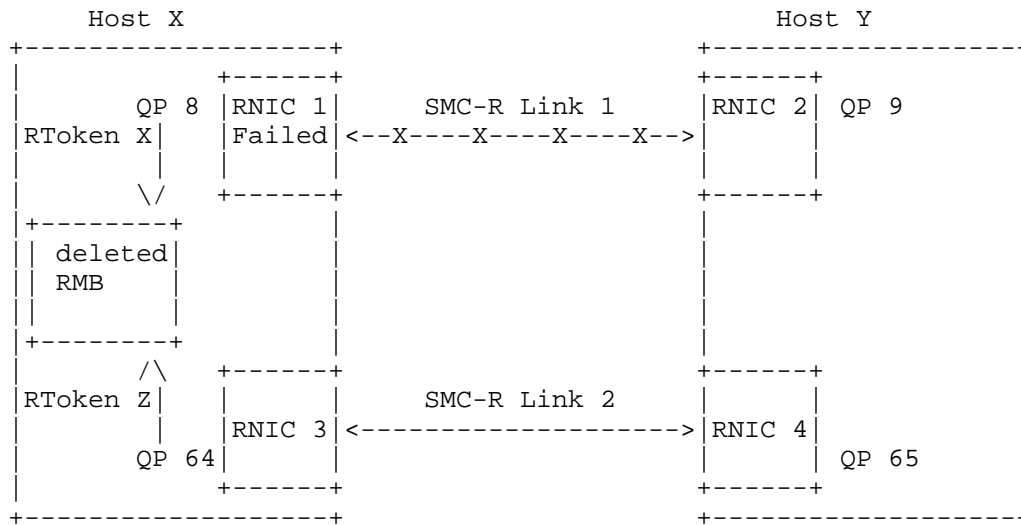 Host X Host Y
QP 8 RNIC 1 SMC-R Link 1 RNIC 2 QP 9
RToken X Failed <--X----X----X----X-->
\/
deleted
RMB
/\
RToken Z SMC-R Link 2
RNIC 3 <--------------------> RNIC 4
QP 64 QP 65